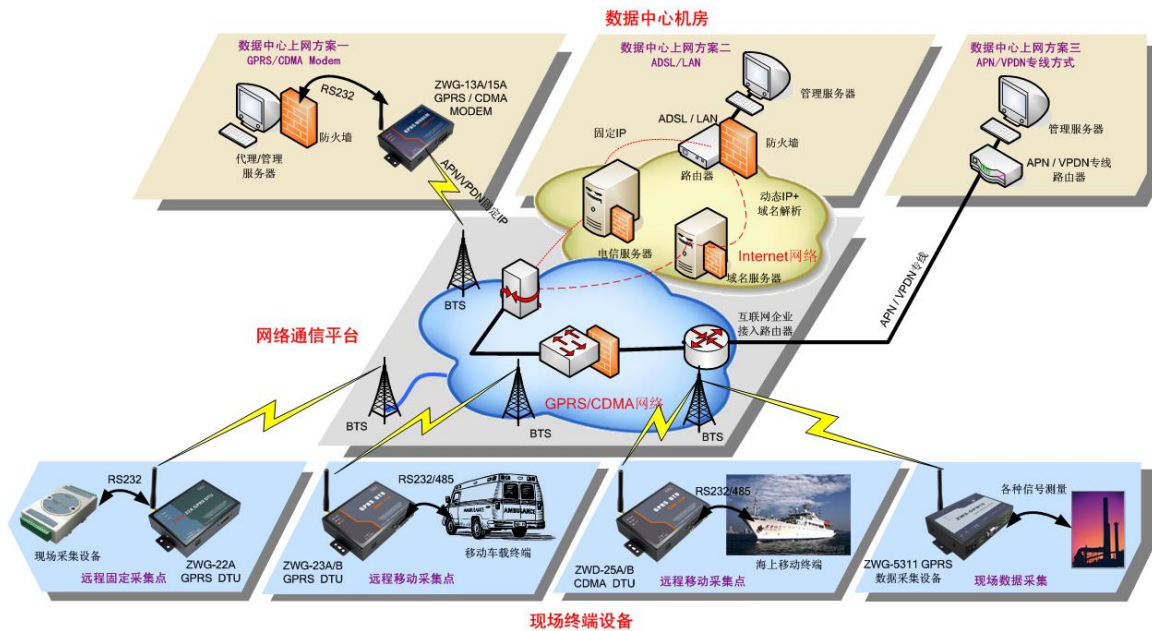 数据中心机房
数据中心上网方案一
GPRS/CDMA Modem
RS232
ZWG-13A/15A
GPRS / CDMA
MODEM
防火墙
代理/管理
服务器
APN/VPDN固定IP
数据中心上网方案二
ADSL/LAN
管理服务器
固定IP
ADSL / LAN
防火墙
路由器
动态IP+
域名解析
电信服务器
Internet网络
域名服务器
数据中心上网方案三
APN/VPDN专线方式
管理服务器
APN / VPDN专线
路由器
APN / VPDN专线
网络通信平台
BTS
互联网企业
接入路由器
GPRS/CDMA网络
BTS
BTS
BTS
RS232
现场采集设备
ZWG-22A
GPRS DTU
远程固定采集点
GPRS DTU
RS232/485
AMBULANCE
移动车载终端
ZWG-23A/B
GPRS DTU
远程移动采集点
GPRS DTU
RS232/485
海上移动终端
ZWD-25A/B
CDMA DTU
远程移动采集点
各种信号测量
ZWG-5311 GPRS
数据采集设备
现场数据采集
现场终端设备